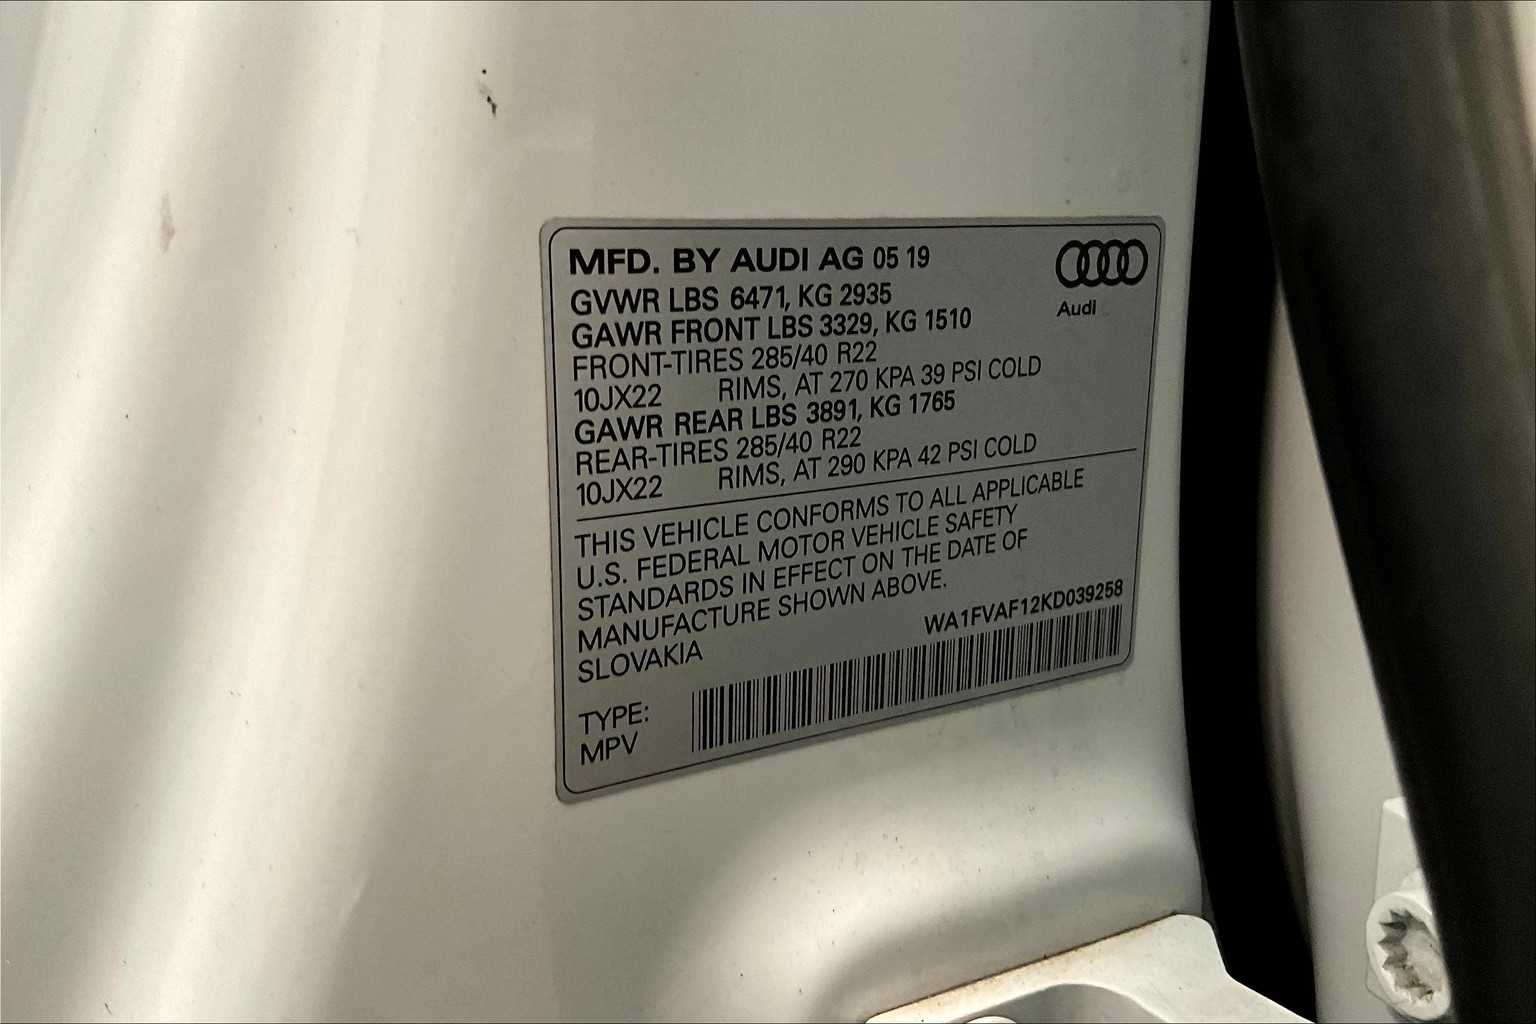 MFD. BY AUDI AG 05 19
Audi
GVWR LBS 6471, KG 2935
GAWR FRONT LBS 3329, KG 1510
FRONT-TIRES 285/40 R22
10JX22 RIMS, AT 270 KPA 39 PSI COLD
GAWR REAR LBS 3891, KG 1765
REAR-TIRES 285/40 R22
10JX22 RIMS, AT 290 KPA 42 PSI COLD
THIS VEHICLE CONFORMS TO ALL APPLICABLE
U.S. FEDERAL MOTOR VEHICLE SAFETY
STANDARDS IN EFFECT ON THE DATE OF
MANUFACTURE SHOWN ABOVE.
SLOVAKIA
WA1FVAF12KD039258
TYPE:
MPV